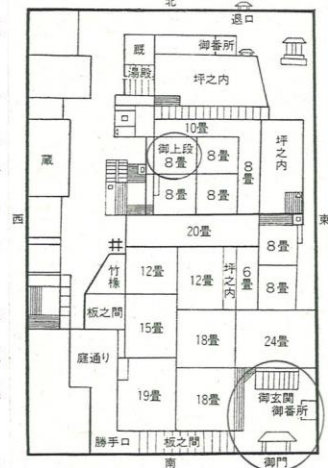 北
退口
御番所
厩
湯殿
坪之内
10畳
坪之内
御上段
8畳
8畳
8畳
8畳
8畳
蔵
西
東
20畳
8畳
竹椽
12畳
12畳
坪之内
6畳
8畳
板之間
15畳
18畳
24畳
庭通り
19畳
18畳
御玄関
御番所
勝手口
板之間
御門
南